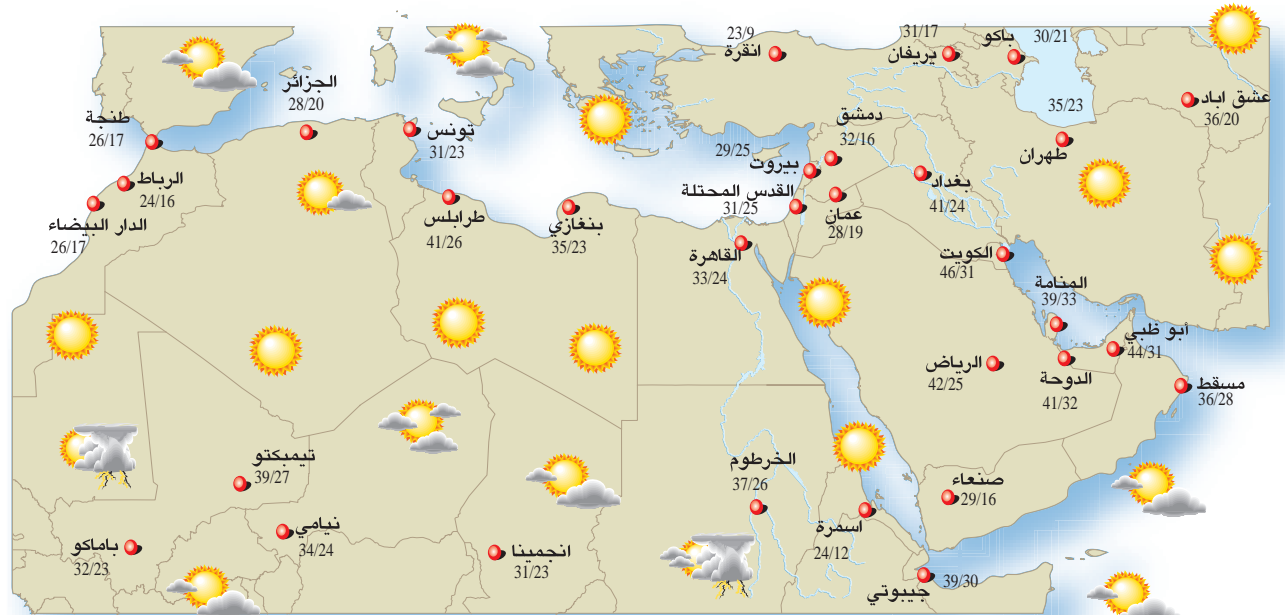 23/9
انقرة
31/17
يريفان
باكو
30/21
عشق اباد
36/20
35/23
طهران
الجزائر
28/20
طنجة
26/17
تونس
31/23
دمشق
32/16
29/25
بيروت
الرباط
24/16
الدار البيضاء
26/17
طرابلس
41/26
بنغازي
35/23
القدس المحتلة
31/25
عمان
28/19
بغداد
41/24
القاهرة
33/24
الكويت
46/31
المنامة
39/33
أبو ظبي
44/31
الرياض
42/25
الدوحة
41/32
مسقط
36/28
تيمبكتو
39/27
الخرطوم
37/26
صنعاء
29/16
نيامي
34/24
باماكو
32/23
انجمينا
31/23
اسمرة
24/12
39/30
جيبوتي